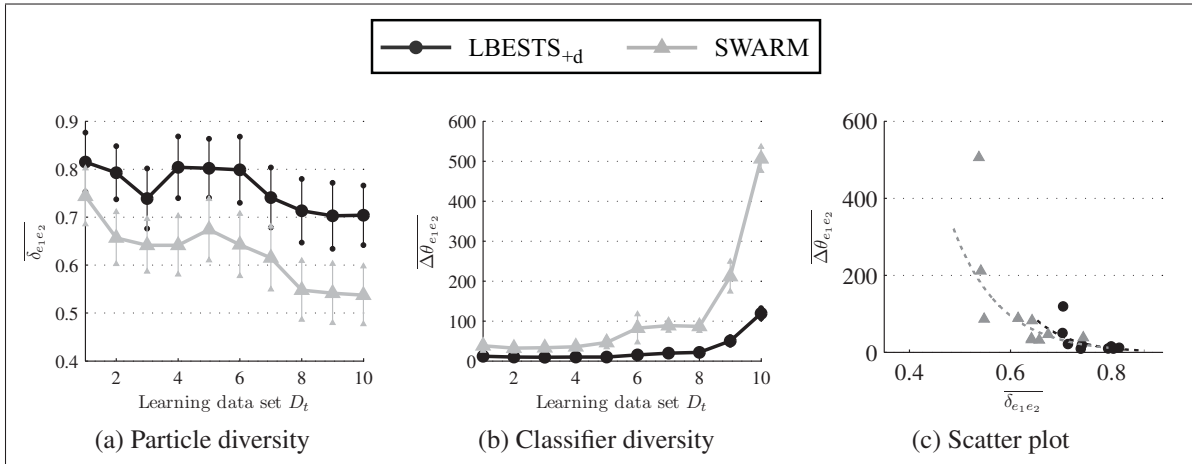 LBESTS+d SWARM
0.9
0.8
0.7
0.6
0.5
0.4
δe1e2
2 4 6 8 10
Learning data set Dt
(a) Particle diversity
600
500
400
300
200
100
0
Δθe1e2
2 4 6 8 10
Learning data set Dt
(b) Classifier diversity
600
400
200
0
Δθe1e2
0.4 0.6 0.8
δe1e2
(c) Scatter plot